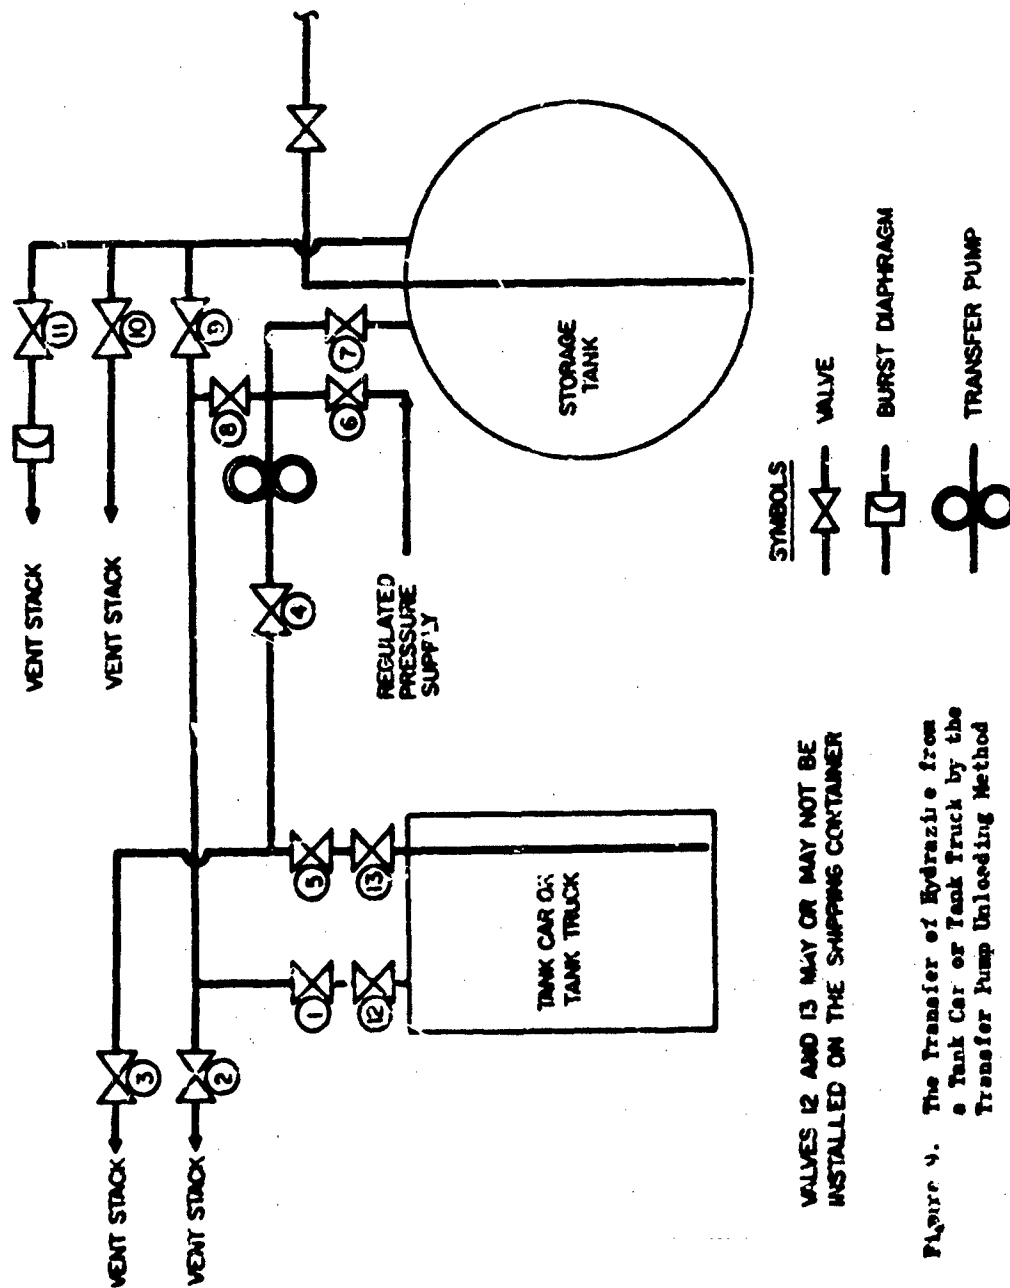 VENT STACK
VENT STACK
VENT STACK
VENT STACK
11
10
9
8
7
6
4
3
2
5
13
1
12
REGULATED
PRESSURE
SUPPLY
TANK CAR OR
TANK TRUCK
STORAGE
TANK
VALVES 12 AND 13 MAY OR MAY NOT BE
INSTALLED ON THE SHIPPING CONTAINER
SYMBOLS
VALVE
BURST DIAPHRAGM
TRANSFER PUMP
The Transfer of Hydrazine from
a Tank Car or Tank Truck by the
Transfer Pump Unloading Method